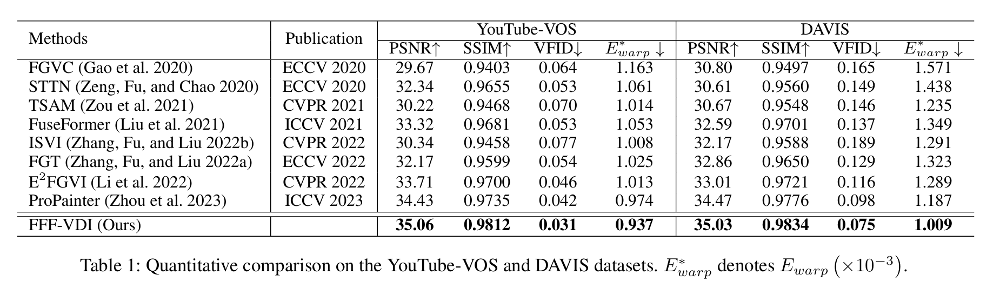 Methods Publication YouTube-VOS DAVIS
PSNR↑ SSIM↑ VFID↓ E*warp ↓ PSNR↑ SSIM↑ VFID↓ E*warp ↓
FGVC (Gao et al. 2020) ECCV 2020 29.67 0.9403 0.064 1.163 30.80 0.9497 0.165 1.571
STTN (Zeng, Fu, and Chao 2020) ECCV 2020 32.34 0.9655 0.053 1.061 30.61 0.9560 0.149 1.438
TSAM (Zou et al. 2021) CVPR 2021 30.22 0.9468 0.070 1.014 30.67 0.9548 0.146 1.235
FuseFormer (Liu et al. 2021) ICCV 2021 33.32 0.9681 0.053 1.053 32.59 0.9701 0.137 1.349
ISVI (Zhang, Fu, and Liu 2022b) CVPR 2022 30.34 0.9458 0.077 1.008 32.17 0.9588 0.189 1.291
FGT (Zhang, Fu, and Liu 2022a) ECCV 2022 32.17 0.9599 0.054 1.025 32.86 0.9650 0.129 1.323
E²FGVI (Li et al. 2022) CVPR 2022 33.71 0.9700 0.046 1.013 33.01 0.9721 0.116 1.289
ProPainter (Zhou et al. 2023) ICCV 2023 34.43 0.9735 0.042 0.974 34.47 0.9776 0.098 1.187
FFF-VDI (Ours) 35.06 0.9812 0.031 0.937 35.03 0.9834 0.075 1.009
Table 1: Quantitative comparison on the YouTube-VOS and DAVIS datasets. E*warp denotes Ewarp (×10⁻³).